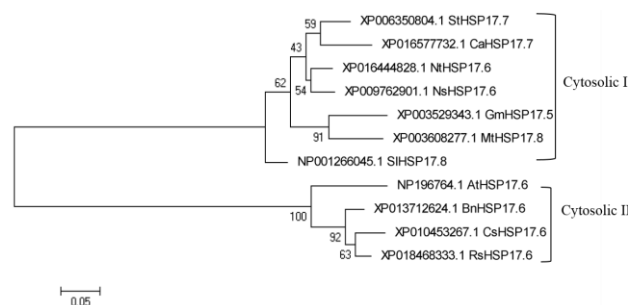 59
XP006350804.1 StHSP17.7
43
XP016577732.1 CaHSP17.7
XP016444828.1 NtHSP17.6
62
54
XP009762901.1 NsHSP17.6
Cytosolic I
XP003529343.1 GmHSP17.5
91
XP003608277.1 MtHSP17.8
NP001266045.1 SlHSP17.8
NP196764.1 AtHSP17.6
100
XP013712624.1 BnHSP17.6
Cytosolic II
92
XP010453267.1 CsHSP17.6
63
XP018468333.1 RsHSP17.6
0.05